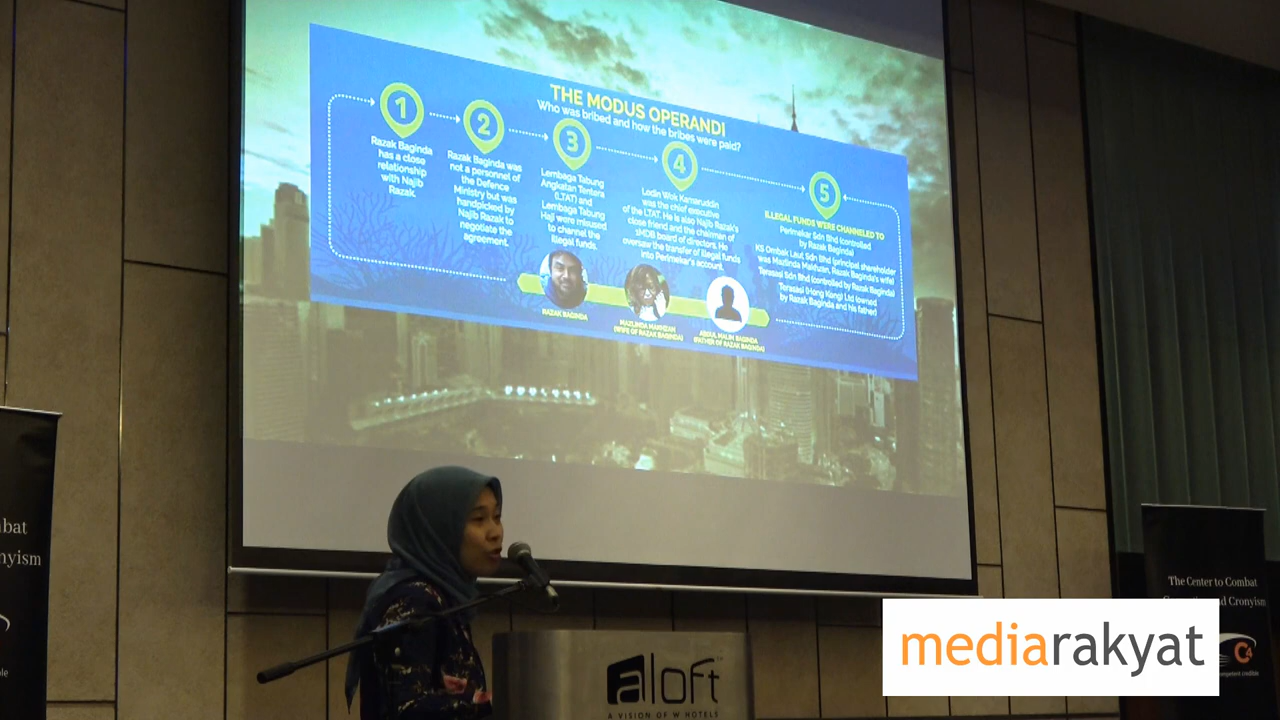 THE MODUS OPERANDI
Who was bribed and how the bribes were paid?
1
Razak Baginda
has a close
relationship
with Najib
Razak.
2
Razak Baginda was
not a personnel of
the Defence
Ministry but was
handpicked by
Najib Razak to
negotiate the
agreement.
3
Lembaga Tabung
Angkatan Tentera
(LTAT) and
Lembaga Tabung
Haji were misused
to channel the
illegal funds.
4
Lodin Wok Kamaruddin
was the chief executive
of the LTAT. He is also Najib Razak's
close friend and the chairmen of
1MDB board of directors. He
oversaw the transfer of illegal funds
into Perimeker's account.
5
ILLEGAL FUNDS WERE CHANNELED TO
Perimekar Sdn Bhd (controlled
by Razak Baginda)
KS Ombak Laut Sdn Bhd (principal shareholder
was Mazlinda Makhzan, Razak Baginda's wife)
Terasasi Sdn Bhd (controlled by Razak Baginda)
Terasasi (Hong Kong) Ltd (owned
by Razak Baginda and his father)
RAZAK BAGINDA
MAZLINDA MAKHZAN
(WIFE OF RAZAK BAGINDA)
ABDUL MALIM BAGINDA
(FATHER OF RAZAK BAGINDA)
bat
nyism
The Center to Combat
and Cronyism
C4
competent credible
aloft
A VISION OF W HOTELS
mediarakyat